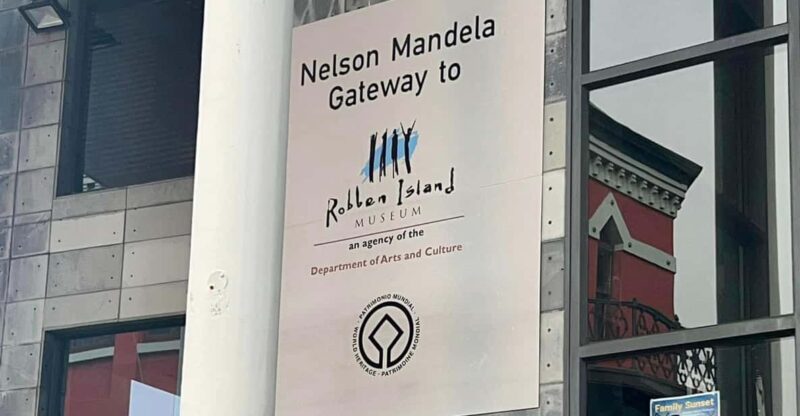 Nelson Mandela
Gateway to
Robben Island
MUSEUM
an agency of the
Department of Arts and Culture
PATRIMONIO MUNDIAL
WORLD HERITAGE
PATRIMOINE MONDIAL
Family Sunset